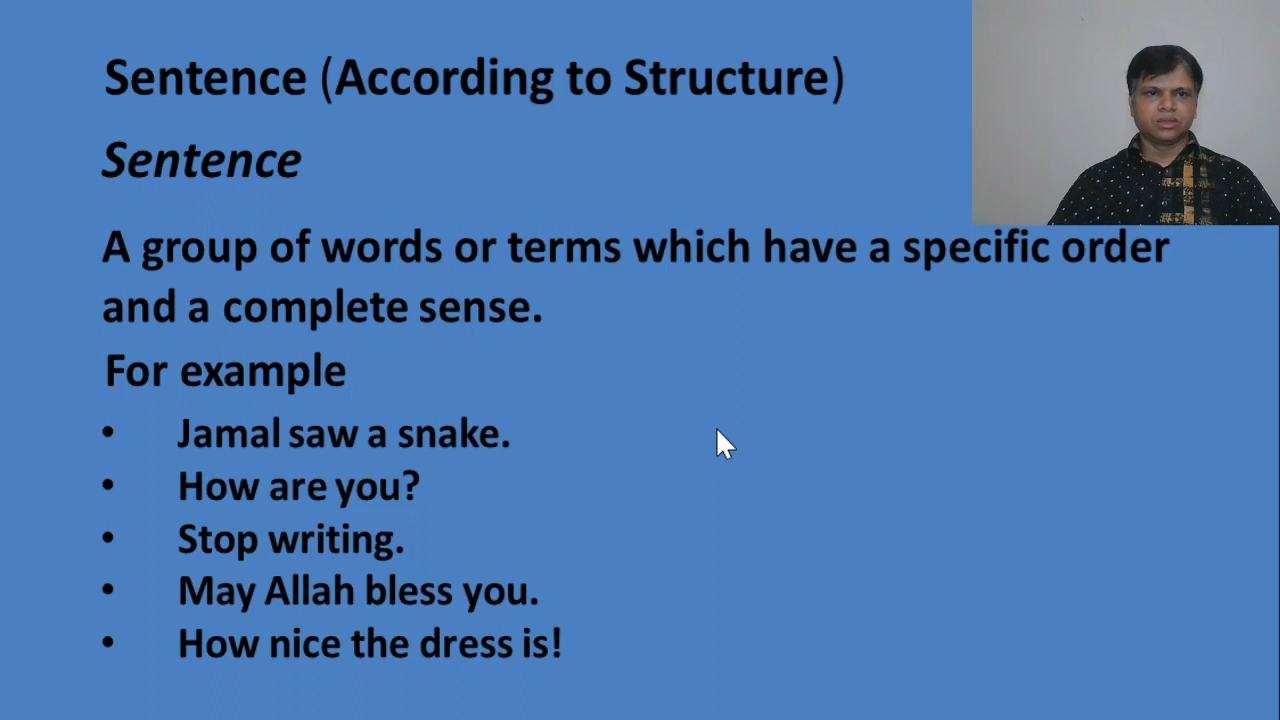 Sentence (According to Structure)
Sentence
A group of words or terms which have a specific order
and a complete sense.
For example
• Jamal saw a snake.
• How are you?
• Stop writing.
• May Allah bless you.
• How nice the dress is!